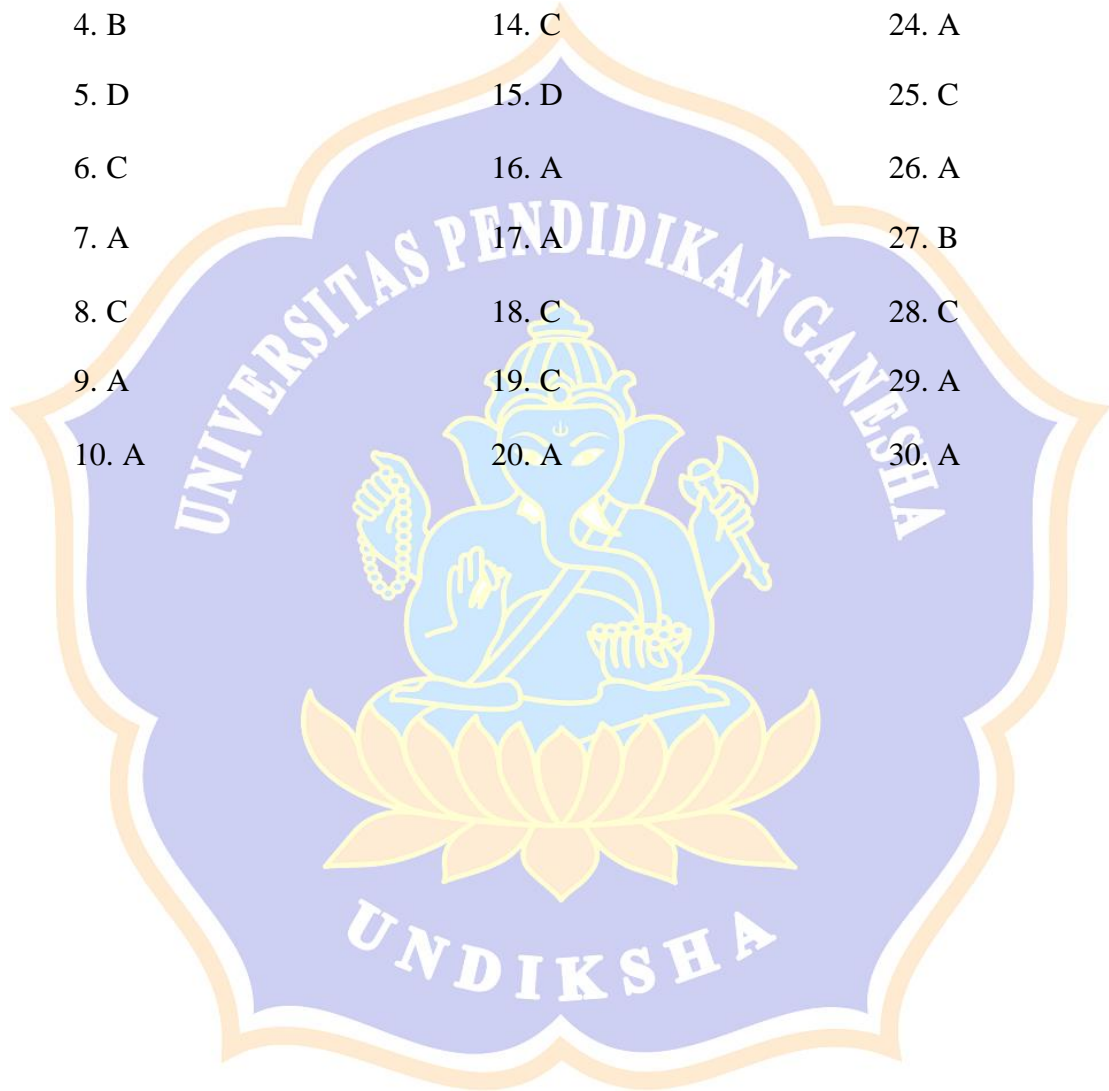 4. B 14. C 24. A
5. D 15. D 25. C
6. C 16. A 26. A
7. A 17. A 27. B
8. C 18. C 28. C
9. A 19. C 29. A
10. A 20. A 30. A
UNIVERSITAS PENDIDIKAN GANESHA
UNDIKSHA